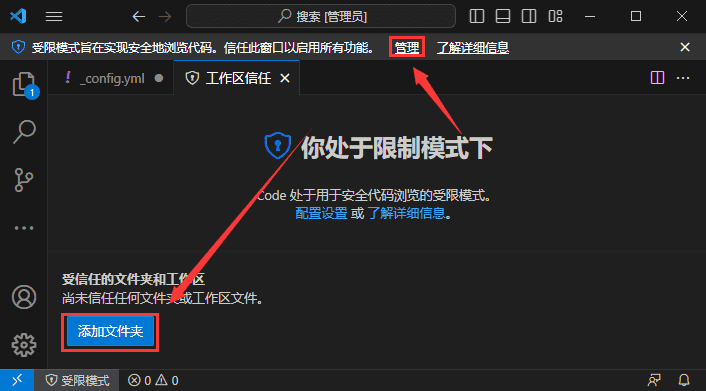 搜索 [管理员]
受限模式旨在实现安全地浏览代码。信任此窗口以启用所有功能。 管理 了解详细信息
! _config.yml 工作区信任
1
你处于限制模式下
Code 处于用于安全代码浏览的受限模式。
配置设置 或 了解详细信息。
受信任的文件夹和工作区
尚未信任任何文件夹或工作区文件。
添加文件夹
受限模式 0 0